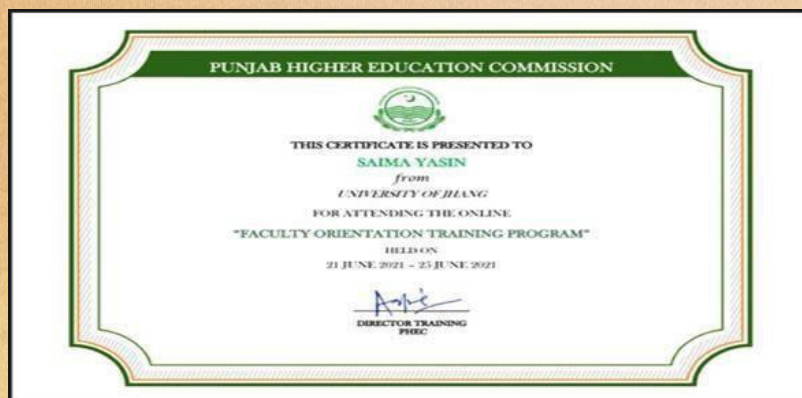 PUNJAB HIGHER EDUCATION COMMISSION
THIS CERTIFICATE IS PRESENTED TO
SAIMA YASIN
from
UNIVERSITY OF JHANG
FOR ATTENDING THE ONLINE
"FACULTY ORIENTATION TRAINING PROGRAM"
HELD ON
21 JUNE 2021 – 25 JUNE 2021
DIRECTOR TRAINING
PHEC